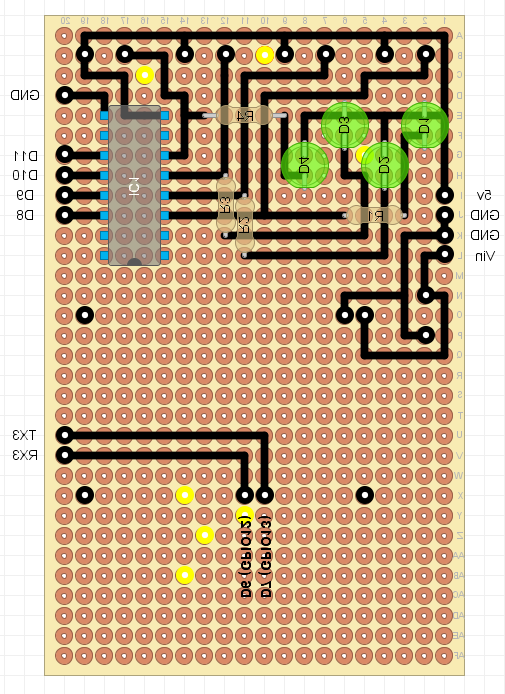 20 19 18 17 16 15 14 13 12 11 10 9 8 7 6 5 4 3 2 1
A
B
C
GND
D
R4
E
D3
D1
F
D11
G
D4
D2
D10
H
IC1
D9
I
5v
D8
R3
R2
R1
J
GND
K
GND
L
Vin
M
N
O
P
Q
R
S
T
TX3
U
RX3
V
W
X
Y
D6 (GPIO12)
D7 (GPIO13)
Z
AA
AB
AC
AD
AE
AF